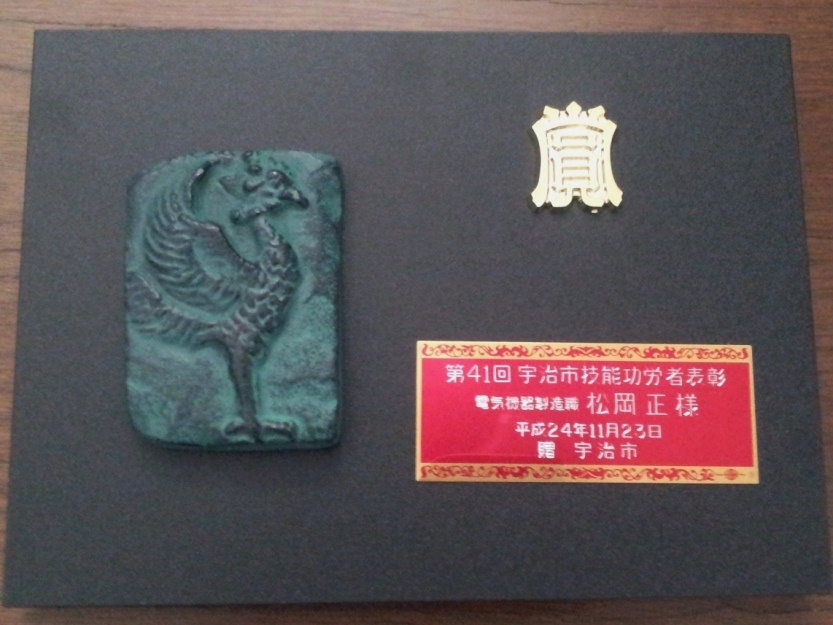 賞
第41回 宇治市技能功労者表彰
電気機器製造職 松岡 正 様
平成24年11月23日
贈 宇治市